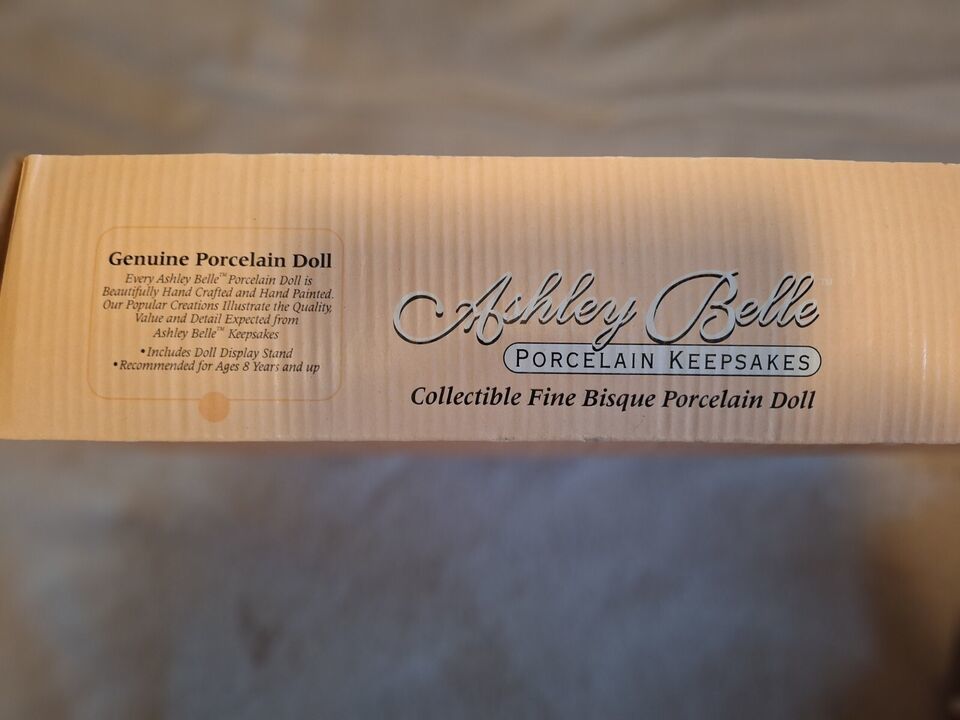 Genuine Porcelain Doll
Every Ashley Belle™ Porcelain Doll is
Beautifully Hand Crafted and Hand Painted.
Our Popular Creations Illustrate the Quality,
Value and Detail Expected from
Ashley Belle™ Keepsakes
•Includes Doll Display Stand
•Recommended for Ages 8 Years and up
Ashley Belle™
PORCELAIN KEEPSAKES
Collectible Fine Bisque Porcelain Doll